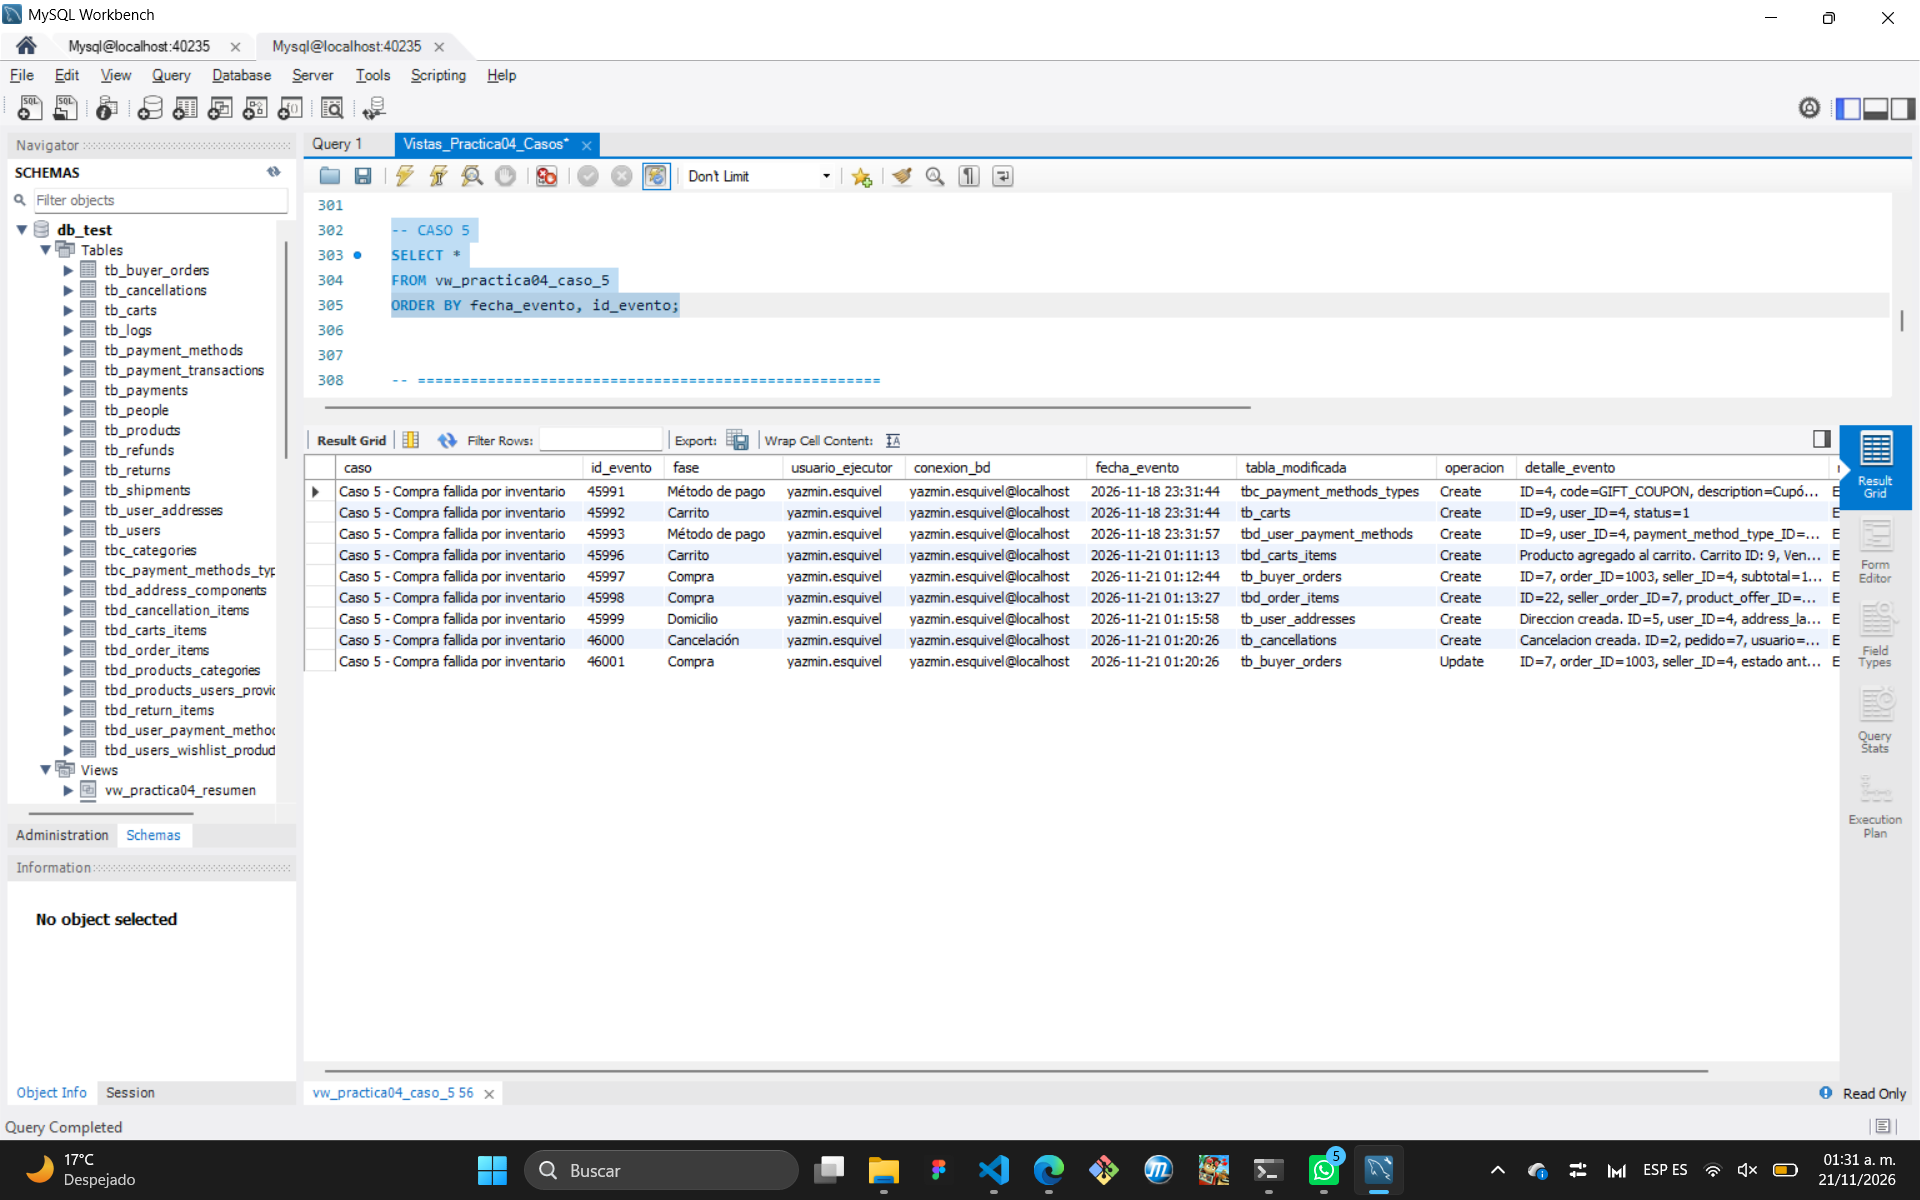 MySQL Workbench
Mysql@localhost:40235
Mysql@localhost:40235
File Edit View Query Database Server Tools Scripting Help
Navigator
SCHEMAS
Filter objects
db_test
Tables
tb_buyer_orders
tb_cancellations
tb_carts
tb_logs
tb_payment_methods
tb_payment_transactions
tb_payments
tb_people
tb_products
tb_refunds
tb_returns
tb_shipments
tb_user_addresses
tb_users
tbc_categories
tbc_payment_methods_typ
tbd_address_components
tbd_cancellation_items
tbd_carts_items
tbd_order_items
tbd_products_categories
tbd_products_users_provi
tbd_return_items
tbd_user_payment_metho
tbd_users_wishlist_produc
Views
vw_practica04_resumen
Administration Schemas
Information
No object selected
Object Info Session
Query Completed
Query 1
Vistas_Practica04_Casos*
Don't Limit
301
302 -- CASO 5
303 SELECT *
304 FROM vw_practica04_caso_5
305 ORDER BY fecha_evento, id_evento;
306
307
308 -- =====================================================
Result Grid Filter Rows: Export: Wrap Cell Content:
caso id_evento fase usuario_ejecutor conexion_bd fecha_evento tabla_modificada operacion detalle_evento
Caso 5 - Compra fallida por inventario 45991 Método de pago yazmin.esquivel yazmin.esquivel@localhost 2026-11-18 23:31:44 tbc_payment_methods_types Create ID=4, code=GIFT_COUPON, description=Cupó... E
Caso 5 - Compra fallida por inventario 45992 Carrito yazmin.esquivel yazmin.esquivel@localhost 2026-11-18 23:31:44 tb_carts Create ID=9, user_ID=4, status=1 E
Caso 5 - Compra fallida por inventario 45993 Método de pago yazmin.esquivel yazmin.esquivel@localhost 2026-11-18 23:31:57 tbd_user_payment_methods Create ID=9, user_ID=4, payment_method_type_ID=... E
Caso 5 - Compra fallida por inventario 45996 Carrito yazmin.esquivel yazmin.esquivel@localhost 2026-11-21 01:11:13 tbd_carts_items Create Producto agregado al carrito. Carrito ID: 9, Ven... E
Caso 5 - Compra fallida por inventario 45997 Compra yazmin.esquivel yazmin.esquivel@localhost 2026-11-21 01:12:44 tb_buyer_orders Create ID=7, order_ID=1003, seller_ID=4, subtotal=1... E
Caso 5 - Compra fallida por inventario 45998 Compra yazmin.esquivel yazmin.esquivel@localhost 2026-11-21 01:13:27 tbd_order_items Create ID=22, seller_order_ID=7, product_offer_ID=... E
Caso 5 - Compra fallida por inventario 45999 Domicilio yazmin.esquivel yazmin.esquivel@localhost 2026-11-21 01:15:58 tb_user_addresses Create Direccion creada. ID=5, user_ID=4, address_la... E
Caso 5 - Compra fallida por inventario 46000 Cancelación yazmin.esquivel yazmin.esquivel@localhost 2026-11-21 01:20:26 tb_cancellations Create Cancelacion creada. ID=2, pedido=7, usuario=... E
Caso 5 - Compra fallida por inventario 46001 Compra yazmin.esquivel yazmin.esquivel@localhost 2026-11-21 01:20:26 tb_buyer_orders Update ID=7, order_ID=1003, seller_ID=4, estado ant... E
Result Grid
Form Editor
Field Types
Query Stats
Execution Plan
vw_practica04_caso_5 56
Read Only
17°C
Despejado
Buscar
5
ESP ES
01:31 a. m.
21/11/2026